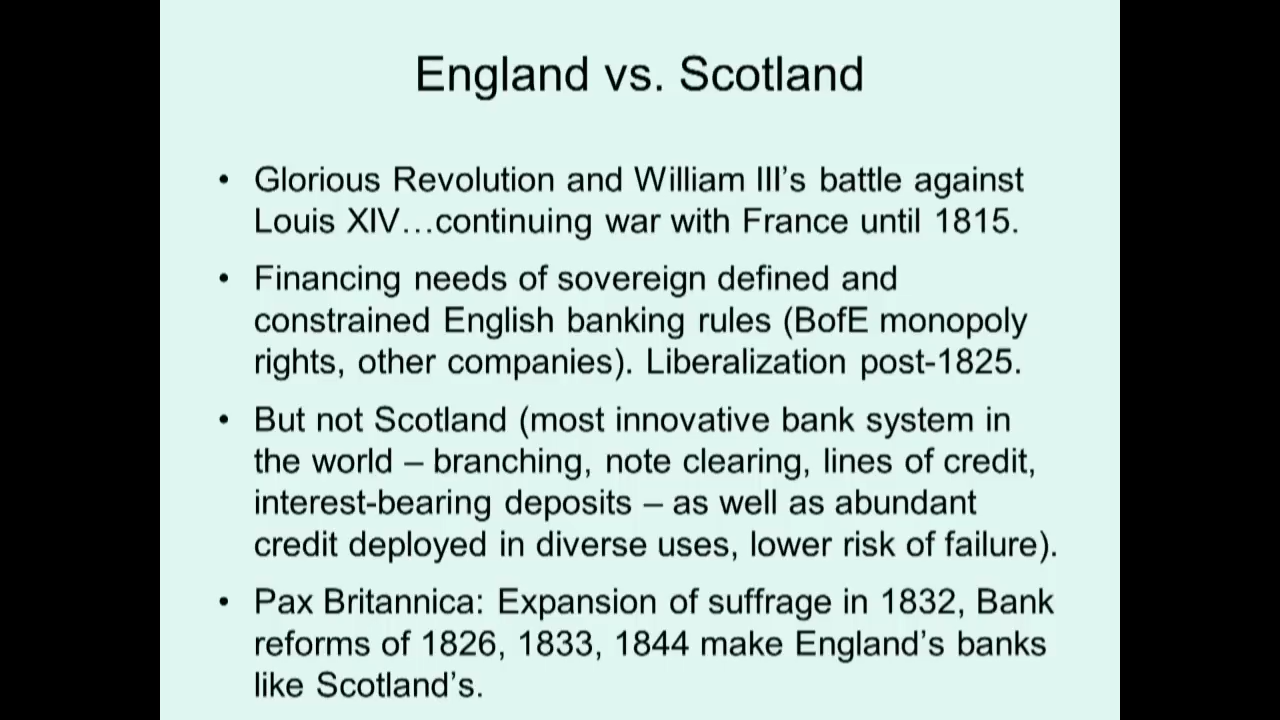 England vs. Scotland
• Glorious Revolution and William III's battle against
Louis XIV…continuing war with France until 1815.
• Financing needs of sovereign defined and
constrained English banking rules (BofE monopoly
rights, other companies). Liberalization post-1825.
• But not Scotland (most innovative bank system in
the world – branching, note clearing, lines of credit,
interest-bearing deposits – as well as abundant
credit deployed in diverse uses, lower risk of failure).
• Pax Britannica: Expansion of suffrage in 1832, Bank
reforms of 1826, 1833, 1844 make England's banks
like Scotland's.